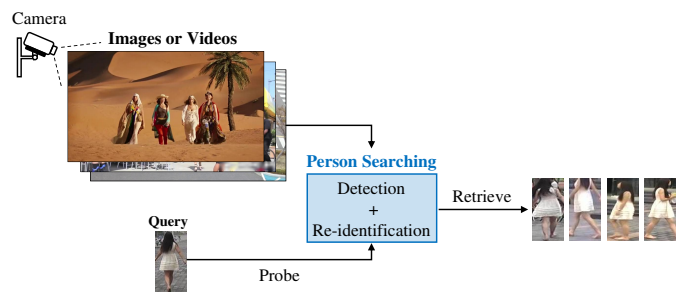 Camera
Images or Videos
Person Searching
Detection
+
Re-identification
Retrieve
Query
Probe